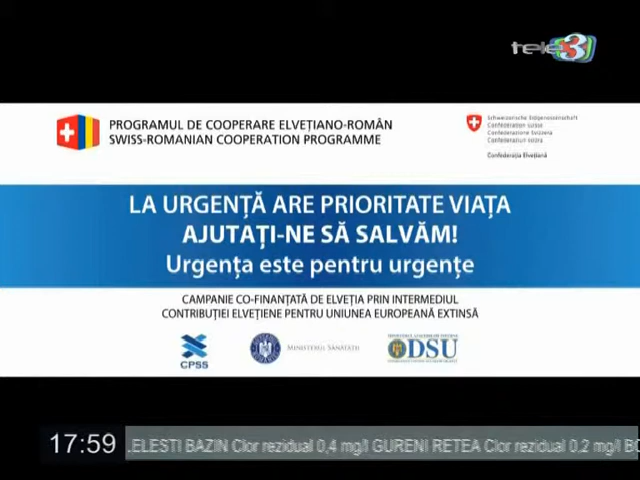 tele3
PROGRAMUL DE COOPERARE ELVEȚIANO-ROMÂN
SWISS-ROMANIAN COOPERATION PROGRAMME
Schweizerische Eidgenossenschaft
Confédération suisse
Confederazione Svizzera
Confederaziun svizra
Confederația Elvețiană
LA URGENȚĂ ARE PRIORITATE VIAȚA
AJUTAȚI-NE SĂ SALVĂM!
Urgența este pentru urgențe
CAMPANIE CO-FINANȚATĂ DE ELVEȚIA PRIN INTERMEDIUL
CONTRIBUȚIEI ELVEȚIENE PENTRU UNIUNEA EUROPEANĂ EXTINSĂ
CPSS
MINISTERUL SĂNĂTĂȚII
DSU
17:59
.ELESTI BAZIN Clor rezidual 0,4 mg/l GURENI RETEA Clor rezidual 0.2 mg/l BO